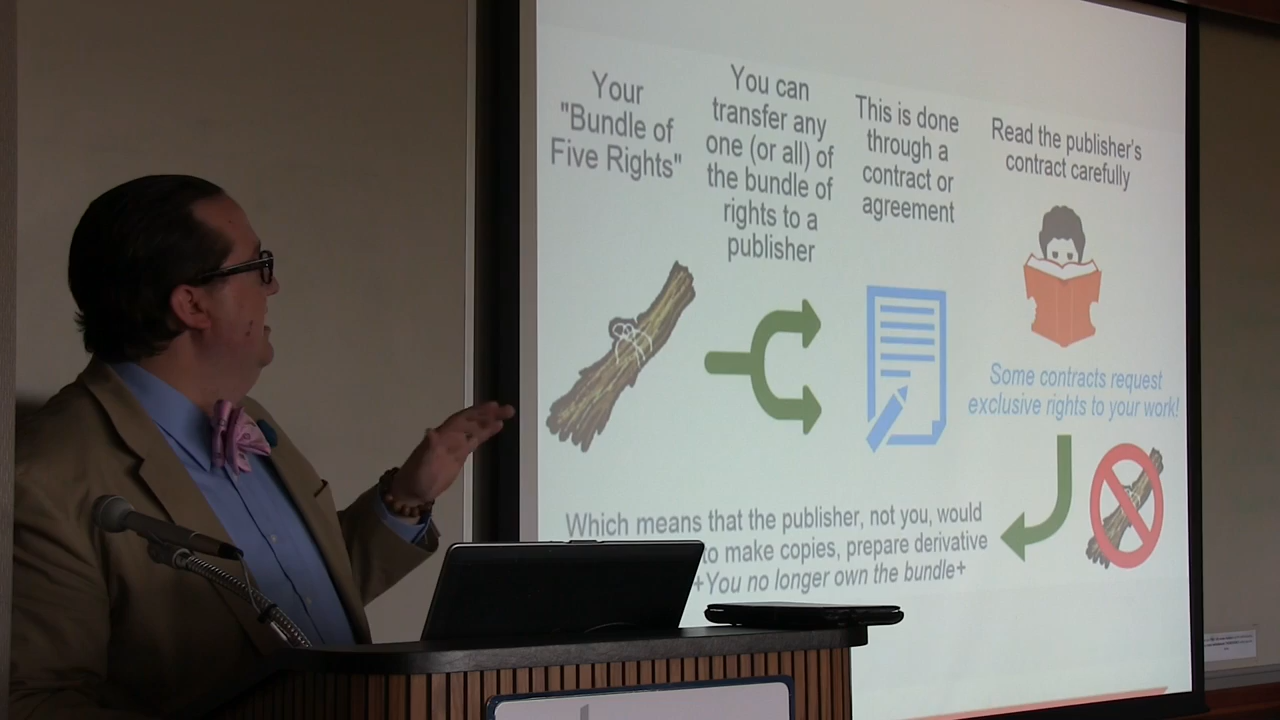 Your
"Bundle of
Five Rights"
You can
transfer any
one (or all) of
the bundle of
rights to a
publisher
This is done
through a
contract or
agreement
Read the publisher's
contract carefully
Some contracts request
exclusive rights to your work!
Which means that the publisher, not you, would
to make copies, prepare derivative
+You no longer own the bundle+